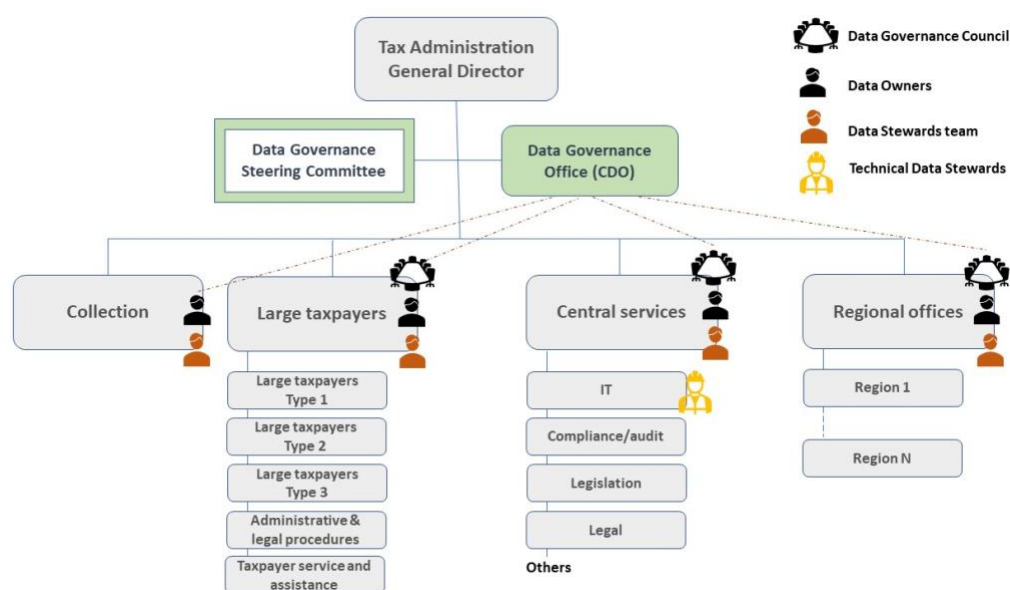 Tax Administration
General Director
Data Governance Council
Data Owners
Data Stewards team
Technical Data Stewards
Data Governance
Steering Committee
Data Governance
Office (CDO)
Collection
Large taxpayers
Central services
Regional offices
Large taxpayers
Type 1
Large taxpayers
Type 2
Large taxpayers
Type 3
Administrative &
legal procedures
Taxpayer service and
assistance
IT
Compliance/audit
Legislation
Legal
Others
Region 1
Region N